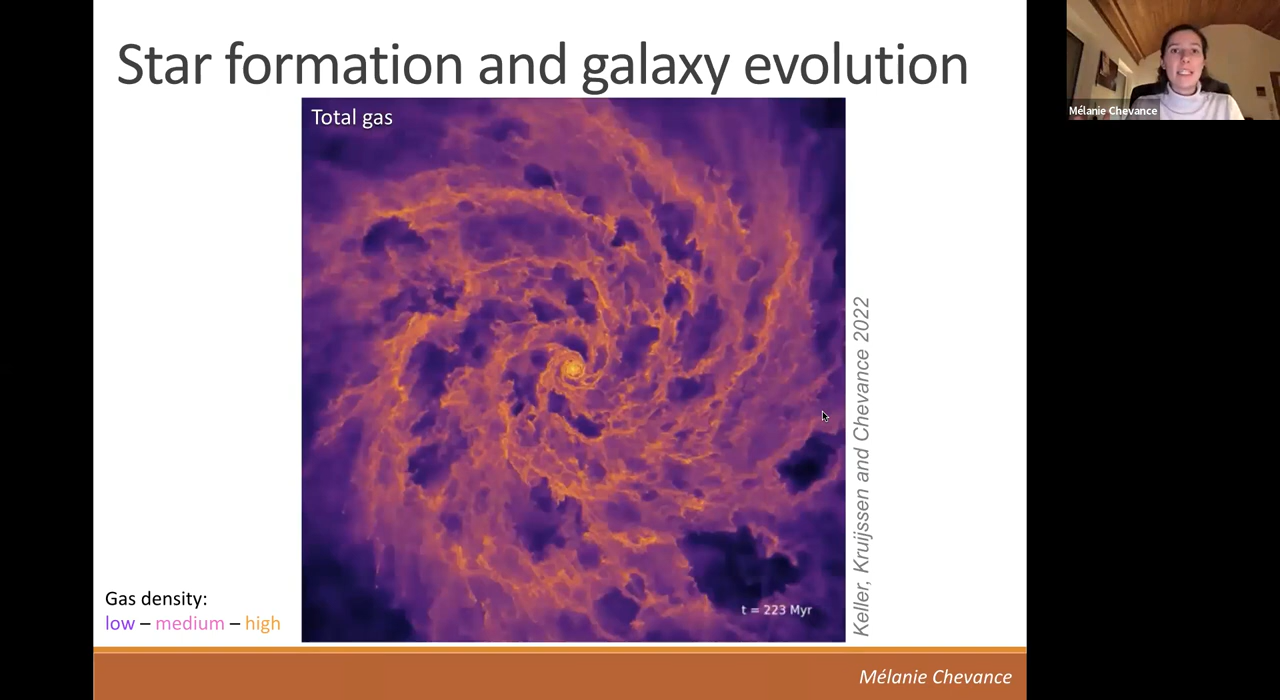 Star formation and galaxy evolution
Total gas
Mélanie Chevance
Keller, Kruijssen and Chevance 2022
Gas density:
low – medium – high
t = 223 Myr
Mélanie Chevance